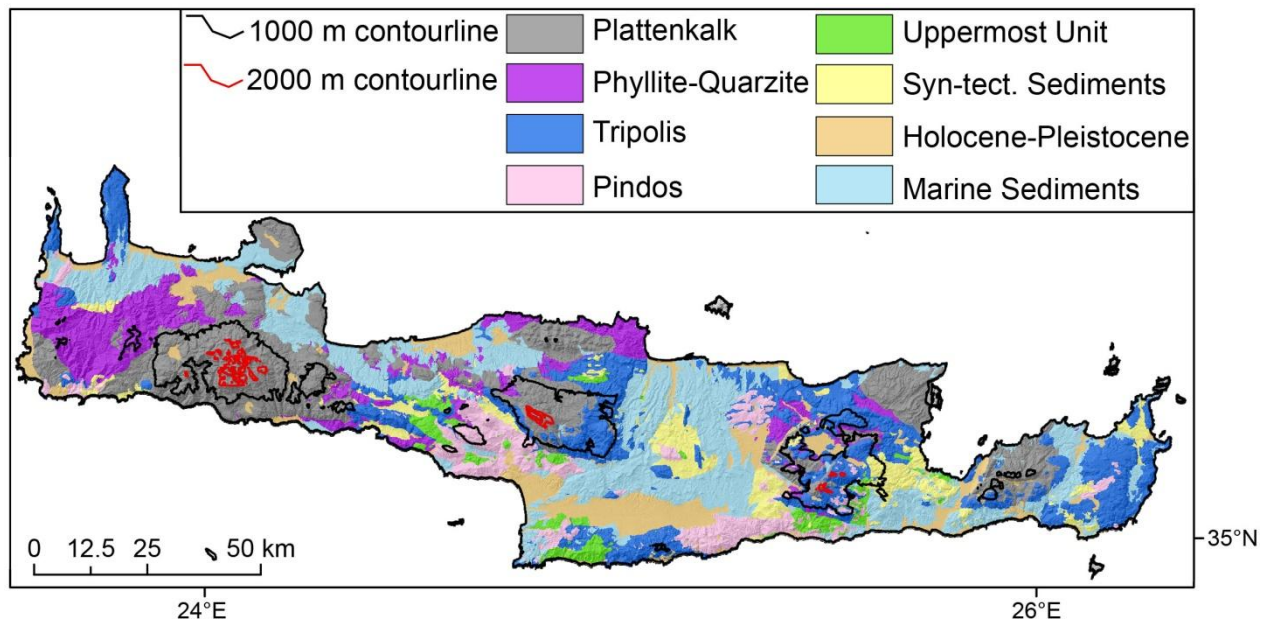 1000 m contourline
2000 m contourline
Plattenkalk
Phyllite-Quarzite
Tripolis
Pindos
Uppermost Unit
Syn-tect. Sediments
Holocene-Pleistocene
Marine Sediments
0 12.5 25 50 km
35°N
24°E 26°E